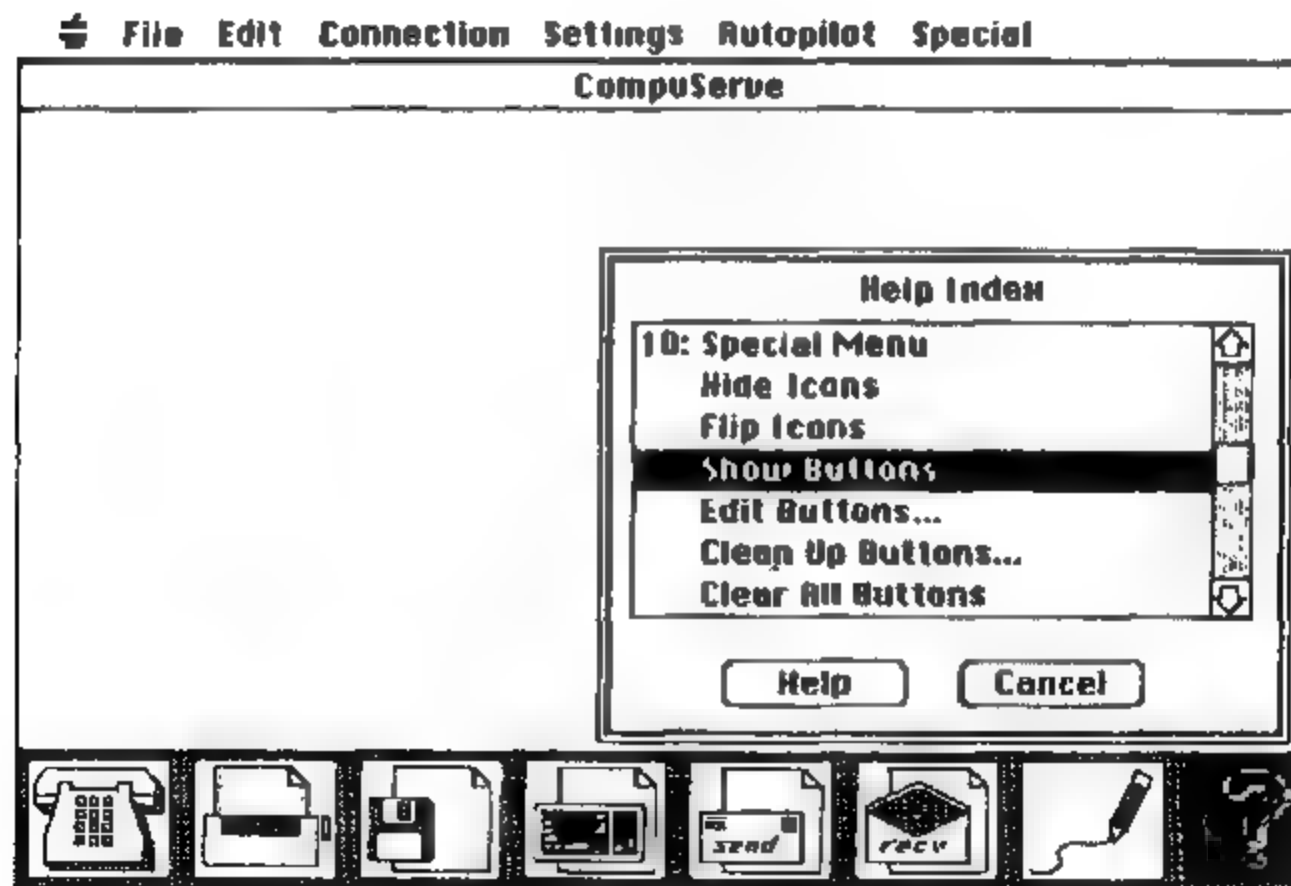 File Edit Connection Settings Autopilot Special
CompuServe
Help Index
10: Special Menu
Hide Icons
Flip Icons
Show Buttons
Edit Buttons...
Clean Up Buttons...
Clear All Buttons
Help Cancel
send recv
?